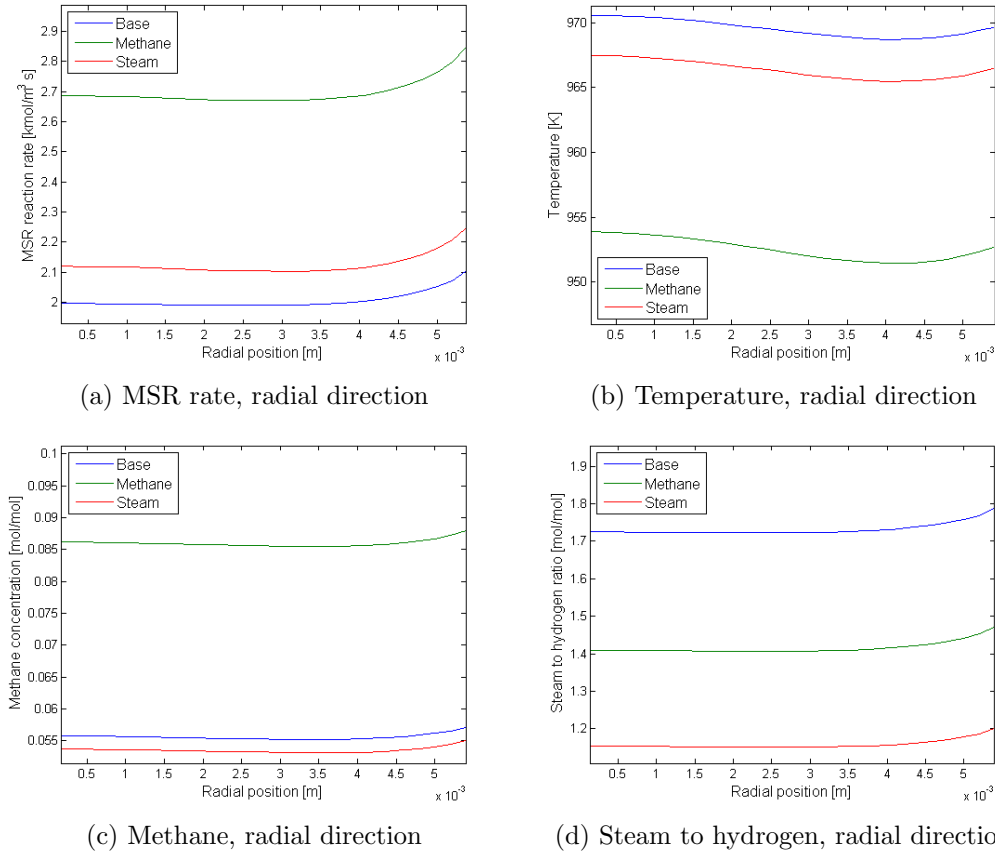 2.9
2.8
2.7
2.6
2.5
2.4
2.3
2.2
2.1
2
MSR reaction rate [kmol/m³ s]
Base
Methane
Steam
0.5 1 1.5 2 2.5 3 3.5 4 4.5 5
Radial position [m]
x 10⁻³
(a) MSR rate, radial direction
970
965
960
955
950
Temperature [K]
Base
Methane
Steam
0.5 1 1.5 2 2.5 3 3.5 4 4.5 5
Radial position [m]
x 10⁻³
(b) Temperature, radial direction
0.1
0.095
0.09
0.085
0.08
0.075
0.07
0.065
0.06
0.055
Methane concentration [mol/mol]
Base
Methane
Steam
0.5 1 1.5 2 2.5 3 3.5 4 4.5 5
Radial position [m]
x 10⁻³
(c) Methane, radial direction
1.9
1.8
1.7
1.6
1.5
1.4
1.3
1.2
Steam to hydrogen ratio [mol/mol]
Base
Methane
Steam
0.5 1 1.5 2 2.5 3 3.5 4 4.5 5
Radial position [m]
x 10⁻³
(d) Steam to hydrogen, radial directio